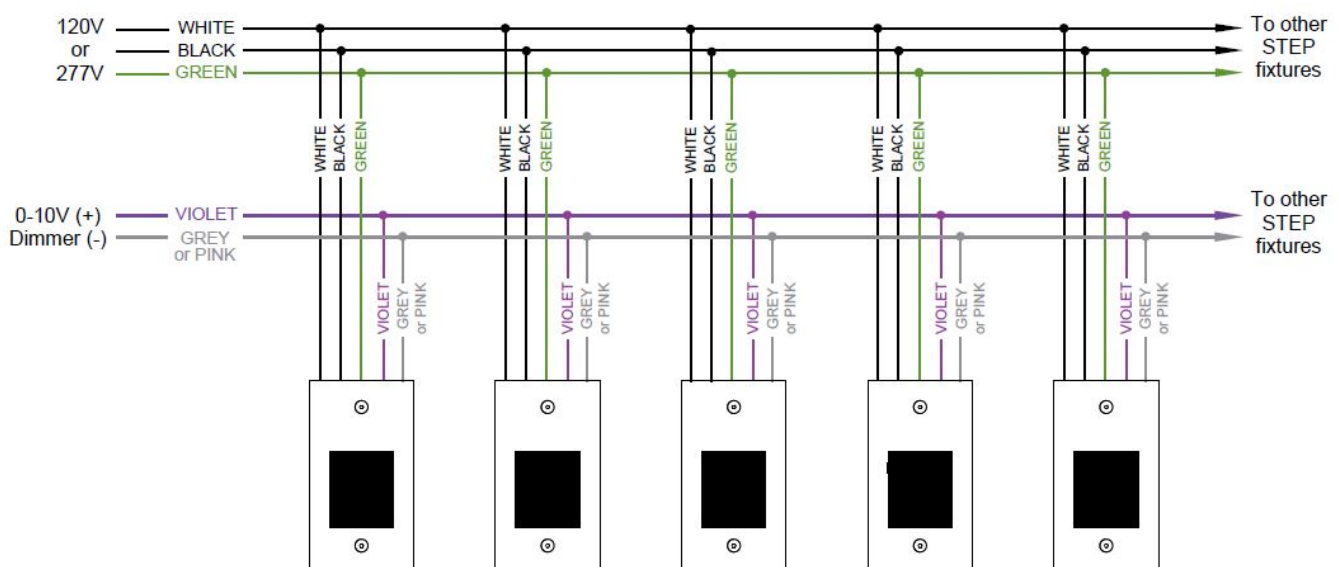 120V
or
277V
WHITE
BLACK
GREEN
To other
STEP
fixtures
WHITE
BLACK
GREEN
WHITE
BLACK
GREEN
WHITE
BLACK
GREEN
WHITE
BLACK
GREEN
WHITE
BLACK
GREEN
0-10V (+)
Dimmer (-)
VIOLET
GREY
or PINK
To other
STEP
fixtures
VIOLET
GREY
or PINK
VIOLET
GREY
or PINK
VIOLET
GREY
or PINK
VIOLET
GREY
or PINK
VIOLET
GREY
or PINK